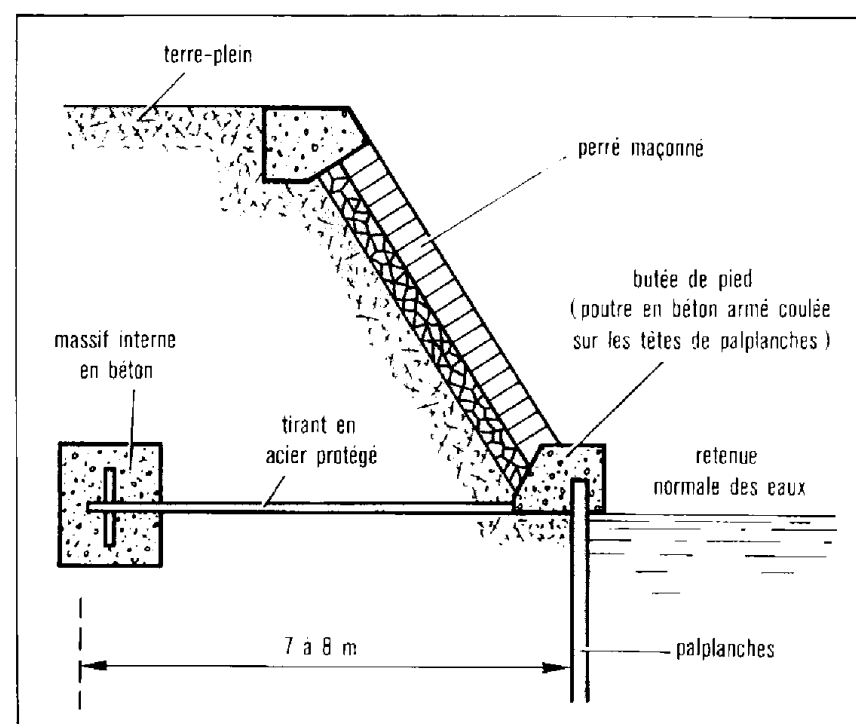 terre-plein
perré maçonné
butée de pied
( poutre en béton armé coulée
sur les têtes de palplanches )
massif interne
en béton
tirant en
acier protégé
retenue
normale des eaux
7 à 8 m
palplanches